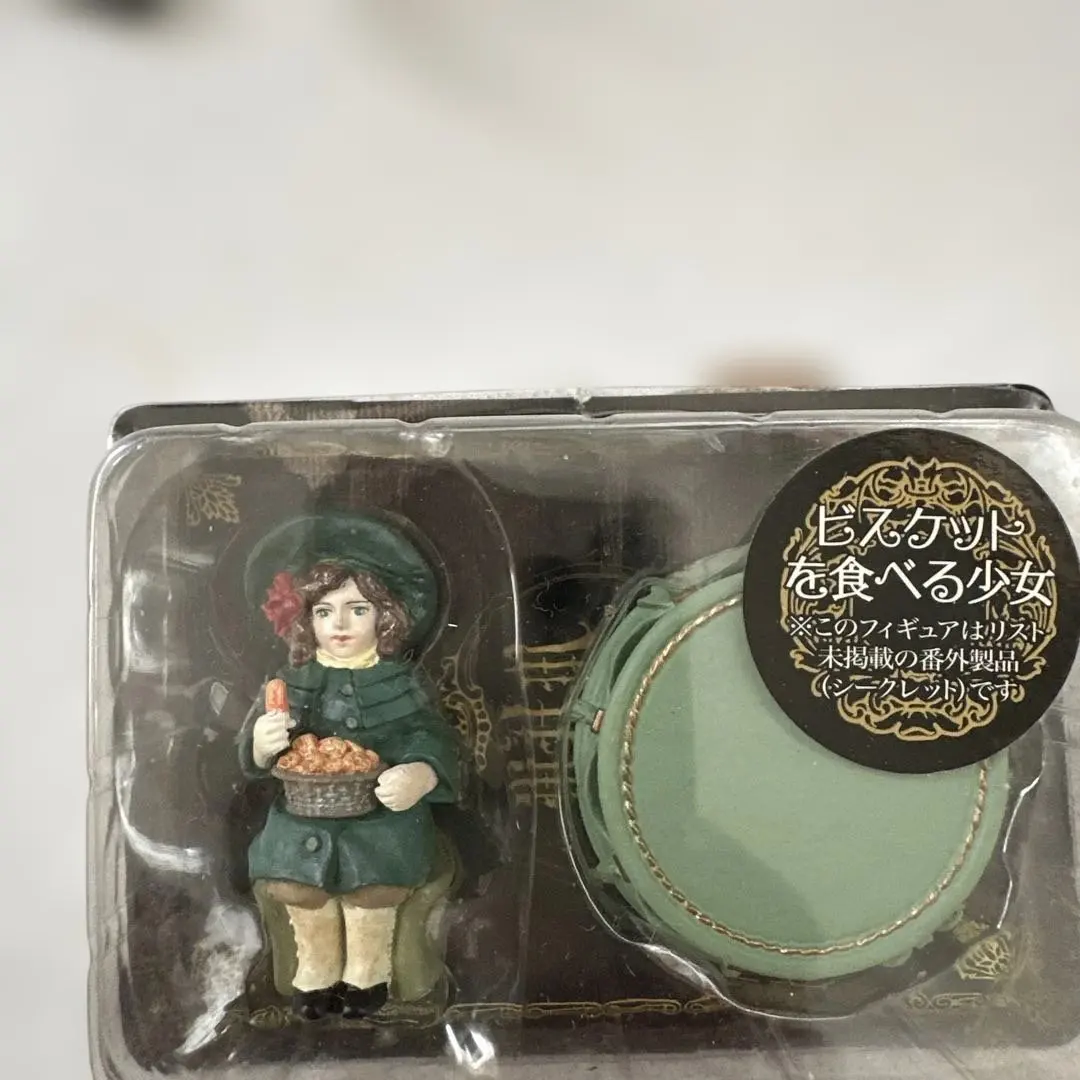 ビスケット
を食べる少女
※このフィギュアはリスト
未掲載の番外製品
(シークレット)です